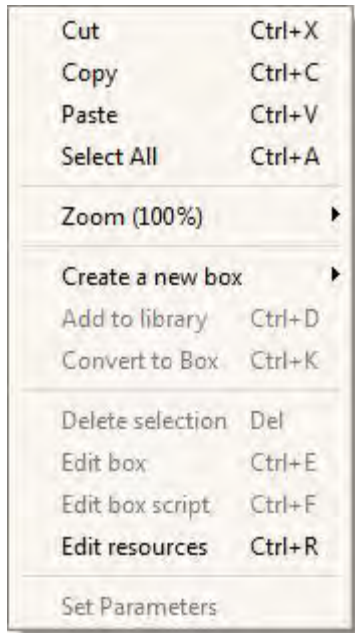 Cut Ctrl+X
Copy Ctrl+C
Paste Ctrl+V
Select All Ctrl+A
Zoom (100%)
Create a new box
Add to library Ctrl+D
Convert to Box Ctrl+K
Delete selection Del
Edit box Ctrl+E
Edit box script Ctrl+F
Edit resources Ctrl+R
Set Parameters